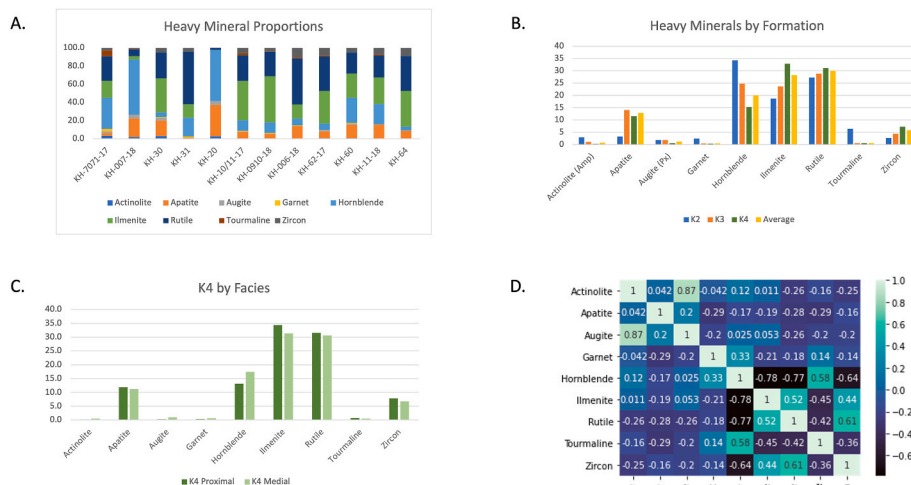 A.
Heavy Mineral Proportions
100.0
80.0
60.0
40.0
20.0
0.0
KH-7071-17 KH-007-18 KH-30 KH-31 KH-20 KH-10/11-17 KH-0910-18 KH-006-18 KH-62-17 KH-60 KH-11-18 KH-64
Actinolite Apatite Augite Garnet Hornblende
Ilmenite Rutile Tourmaline Zircon
B.
Heavy Minerals by Formation
40
35
30
25
20
15
10
5
0
Actinolite (Amp) Apatite Augite (Px) Garnet Hornblende Ilmenite Rutile Tourmaline Zircon
K2 K3 K4 Average
C.
K4 by Facies
40.0
35.0
30.0
25.0
20.0
15.0
10.0
5.0
0.0
Actinolite Apatite Augite Garnet Hornblende Ilmenite Rutile Tourmaline Zircon
K4 Proximal K4 Medial
D.
Actinolite 1 0.042 0.87 -0.042 0.12 0.011 -0.26 -0.16 -0.25
Apatite 0.042 1 0.2 -0.29 -0.17 -0.19 -0.28 -0.29 -0.16
Augite 0.87 0.2 1 -0.2 0.025 0.053 -0.26 -0.2 -0.2
Garnet -0.042 -0.29 -0.2 1 0.33 -0.21 -0.18 0.14 -0.14
Hornblende 0.12 -0.17 0.025 0.33 1 -0.78 -0.77 0.58 -0.64
Ilmenite 0.011 -0.19 0.053 -0.21 -0.78 1 0.52 -0.45 0.44
Rutile -0.26 -0.28 -0.26 -0.18 -0.77 0.52 1 -0.42 0.61
Tourmaline -0.16 -0.29 -0.2 0.14 0.58 -0.45 -0.42 1 -0.36
Zircon -0.25 -0.16 -0.2 -0.14 -0.64 0.44 0.61 -0.36 1
1.0
0.8
0.6
0.4
0.2
0.0
-0.2
-0.4
-0.6